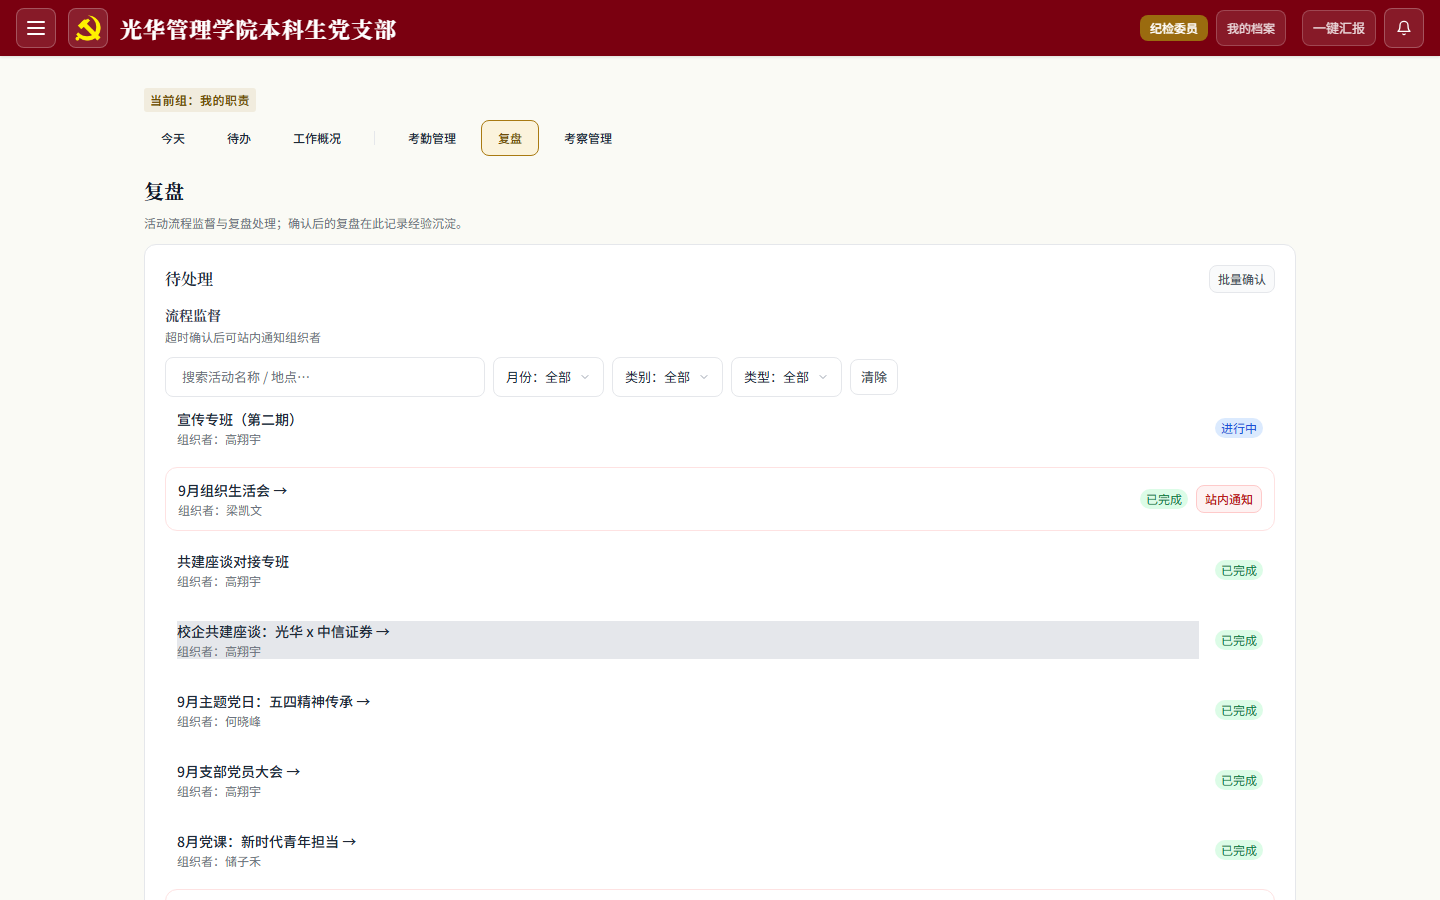 光华管理学院本科生党支部
纪检委员
我的档案
一键汇报
当前组：我的职责
今天
待办
工作概况
考勤管理
复盘
考察管理
复盘
活动流程监督与复盘处理；确认后的复盘在此记录经验沉淀。
待处理
批量确认
流程监督
超时确认后可站内通知组织者
搜索活动名称 / 地点…
月份：全部
类别：全部
类型：全部
清除
宣传专班（第二期）
组织者：高翔宇
进行中
9月组织生活会 →
组织者：梁凯文
已完成
站内通知
共建座谈对接专班
组织者：高翔宇
已完成
校企共建座谈：光华 x 中信证券 →
组织者：高翔宇
已完成
9月主题党日：五四精神传承 →
组织者：何晓峰
已完成
9月支部党员大会 →
组织者：高翔宇
已完成
8月党课：新时代青年担当 →
组织者：储子禾
已完成